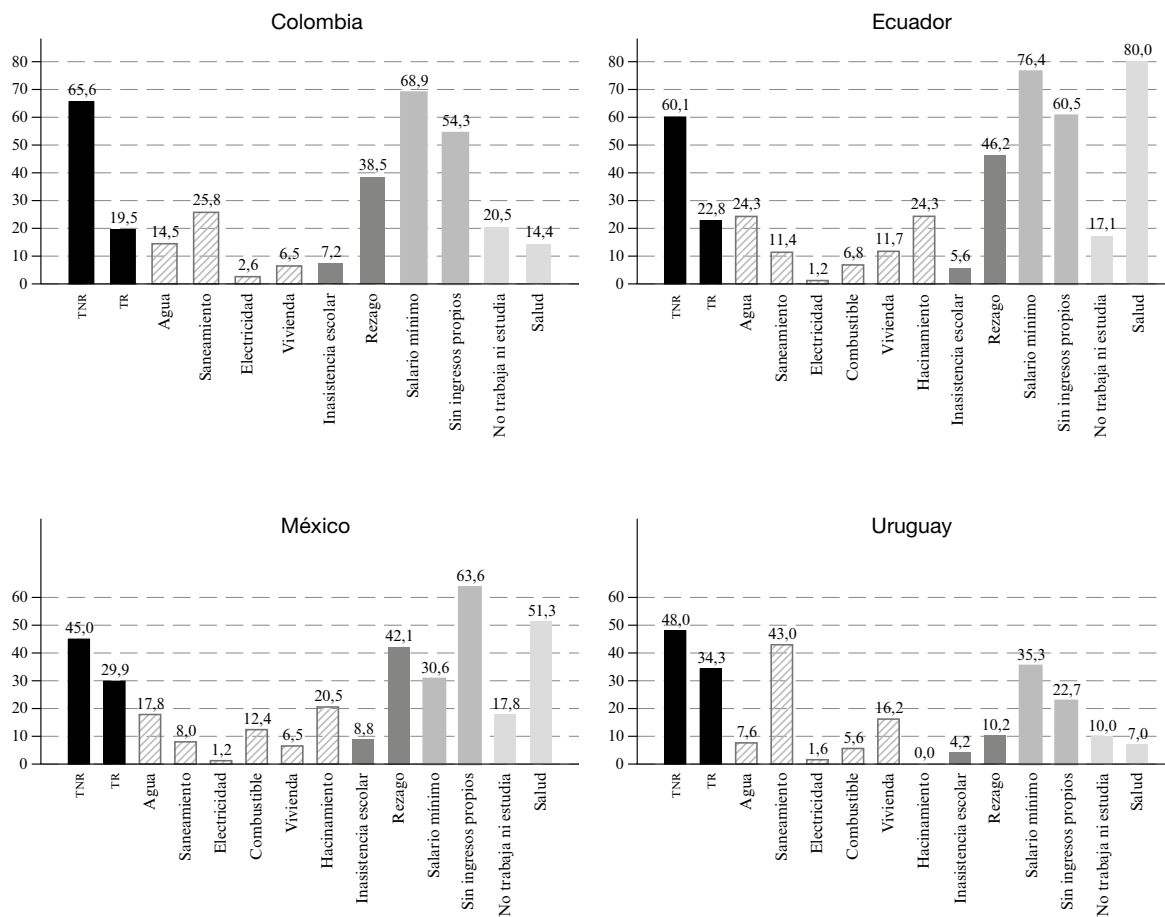 Colombia
80
70
60
50
40
30
20
10
0
65,6
19,5
14,5
25,8
2,6
6,5
7,2
38,5
68,9
54,3
20,5
14,4
TNR
TR
Agua
Saneamiento
Electricidad
Vivienda
Inasistencia escolar
Rezago
Salario mínimo
Sin ingresos propios
No trabaja ni estudia
Salud
Ecuador
80
70
60
50
40
30
20
10
0
60,1
22,8
24,3
11,4
1,2
6,8
11,7
24,3
5,6
46,2
76,4
60,5
17,1
80,0
TNR
TR
Agua
Saneamiento
Electricidad
Combustible
Vivienda
Hacinamiento
Inasistencia escolar
Rezago
Salario mínimo
Sin ingresos propios
No trabaja ni estudia
Salud
México
60
50
40
30
20
10
0
45,0
29,9
17,8
8,0
1,2
12,4
6,5
20,5
8,8
42,1
30,6
63,6
17,8
51,3
TNR
TR
Agua
Saneamiento
Electricidad
Combustible
Vivienda
Hacinamiento
Inasistencia escolar
Rezago
Salario mínimo
Sin ingresos propios
No trabaja ni estudia
Salud
Uruguay
60
50
40
30
20
10
0
48,0
34,3
7,6
43,0
1,6
5,6
16,2
0,0
4,2
10,2
35,3
22,7
10,0
7,0
TNR
TR
Agua
Saneamiento
Electricidad
Combustible
Vivienda
Hacinamiento
Inasistencia escolar
Rezago
Salario mínimo
Sin ingresos propios
No trabaja ni estudia
Salud